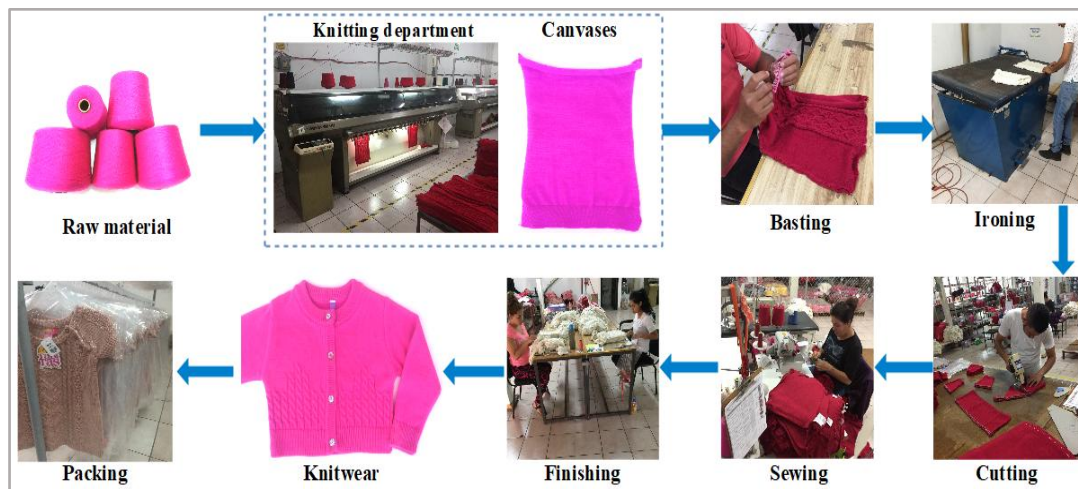 Knitting department
Canvases
Raw material
Basting
Ironing
Cutting
Sewing
Finishing
Knitwear
Packing